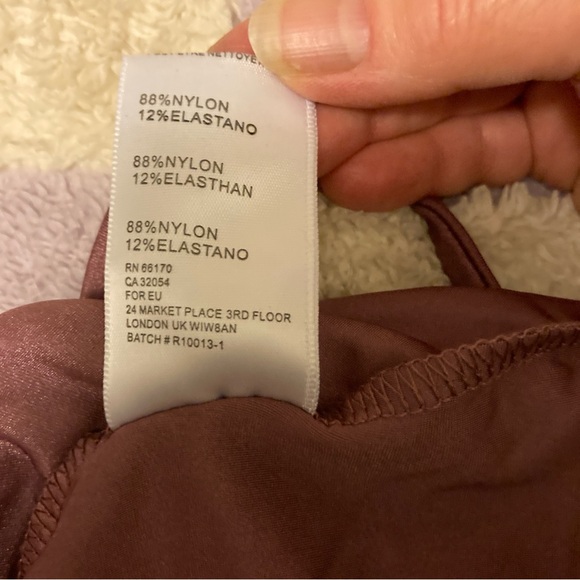 NETTOYE
88%NYLON
12%ELASTANO
88%NYLON
12%ELASTHAN
88%NYLON
12%ELASTANO
RN 66170
CA 32054
FOR EU
24 MARKET PLACE 3RD FLOOR
LONDON UK WIW8AN
BATCH # R10013-1